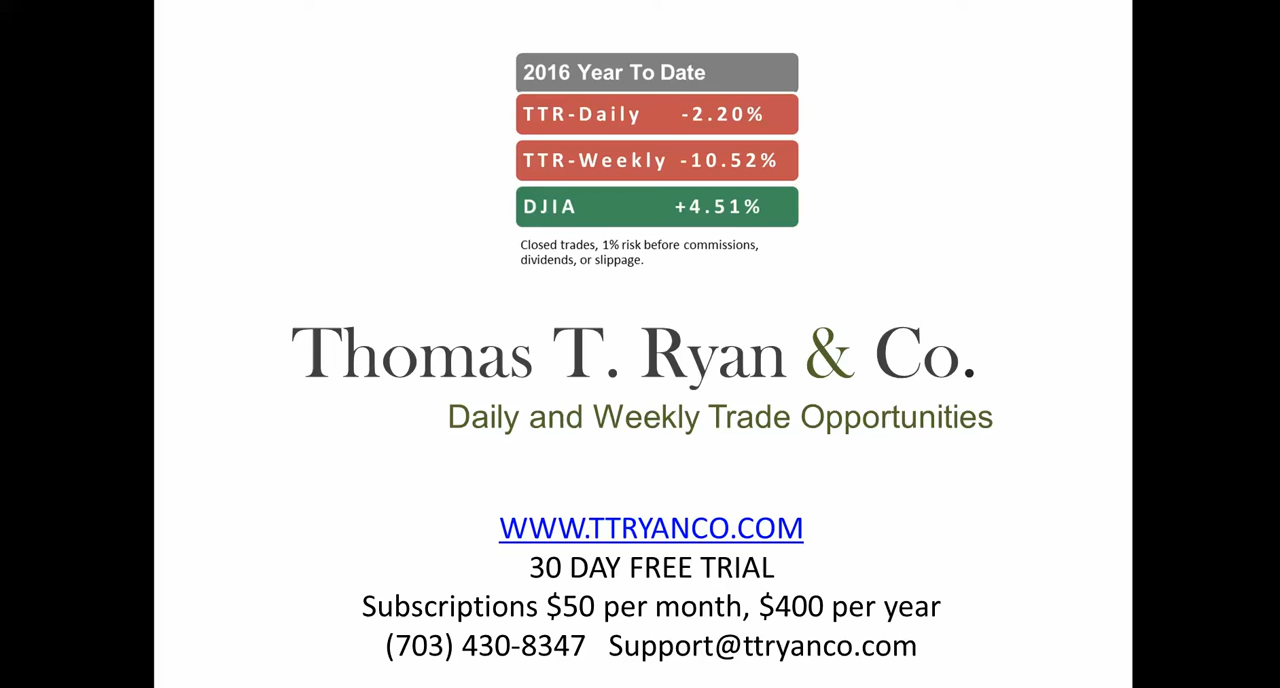 2016 Year To Date
TTR-Daily -2.20%
TTR-Weekly -10.52%
DJIA +4.51%
Closed trades, 1% risk before commissions,
dividends, or slippage.
Thomas T. Ryan & Co.
Daily and Weekly Trade Opportunities
WWW.TTRYANCO.COM
30 DAY FREE TRIAL
Subscriptions $50 per month, $400 per year
(703) 430-8347 Support@ttryanco.com